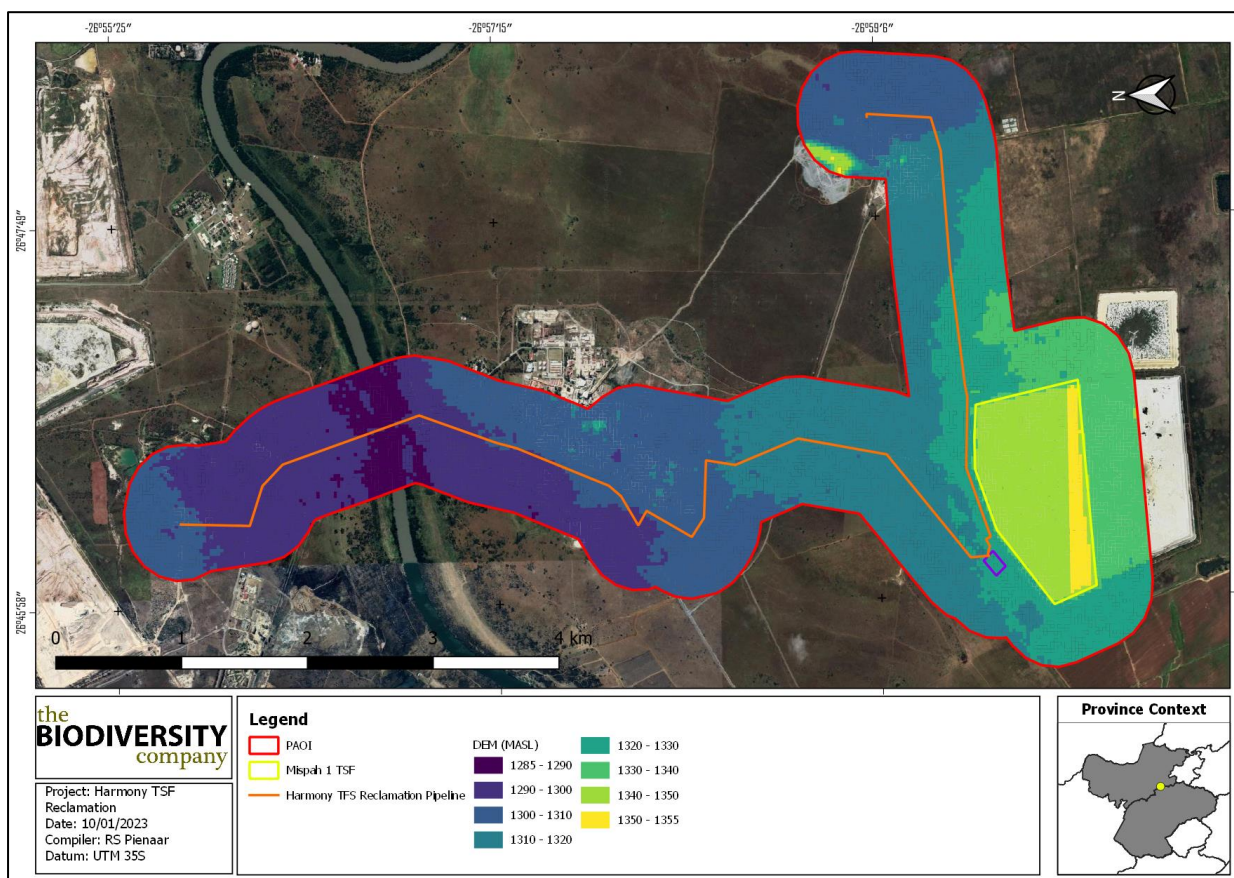 -26°55'25" -26°57'15" -26°58'6"
N
26°47'49"
26°45'58"
0 1 2 3 4 km
the
BIODIVERSITY
company
Project: Harmony TSF
Reclamation
Date: 10/01/2023
Compiler: RS Pienaar
Datum: UTM 35S
Legend
PAOI
Mispah 1 TSF
Harmony TFS Reclamation Pipeline
DEM (MASL)
1285 - 1290
1290 - 1300
1300 - 1310
1310 - 1320
1320 - 1330
1330 - 1340
1340 - 1350
1350 - 1355
Province Context